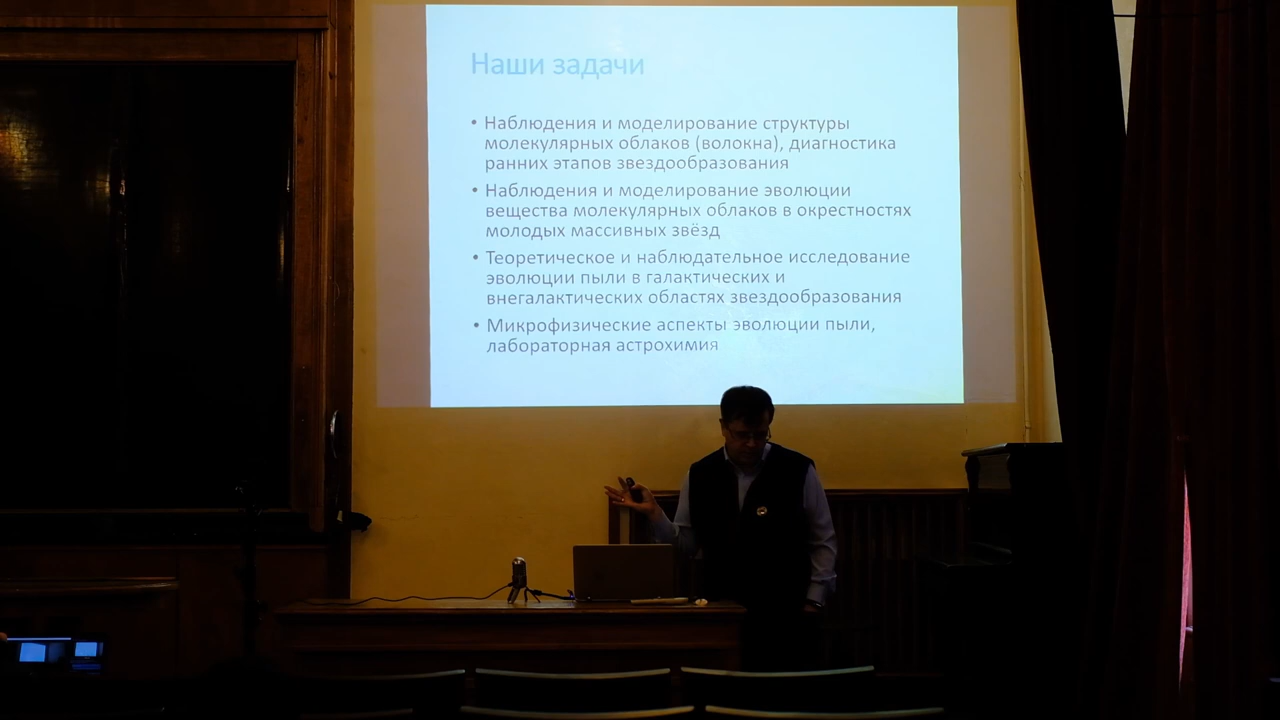 Наши задачи
• Наблюдения и моделирование структуры
молекулярных облаков (волокна), диагностика
ранних этапов звездообразования
• Наблюдения и моделирование эволюции
вещества молекулярных облаков в окрестностях
молодых массивных звёзд
• Теоретическое и наблюдательное исследование
эволюции пыли в галактических и
внегалактических областях звездообразования
• Микрофизические аспекты эволюции пыли,
лабораторная астрохимия